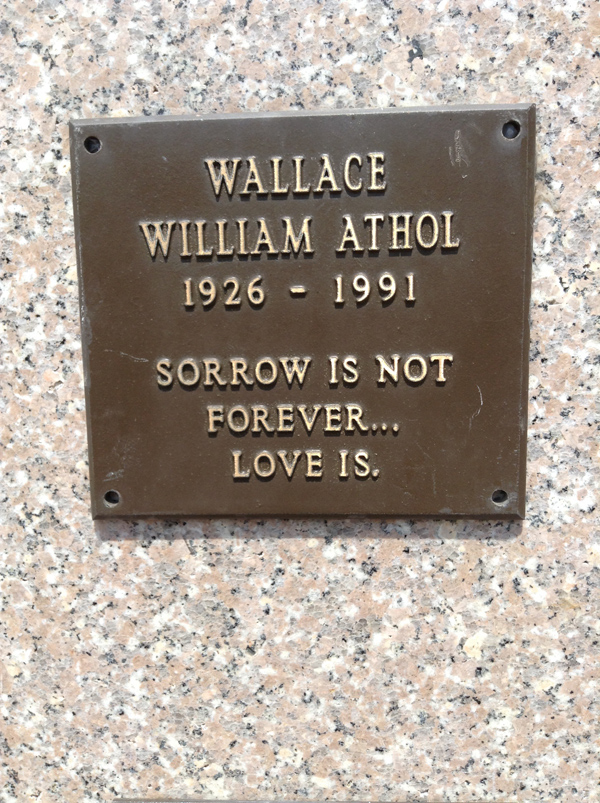 WALLACE
WILLIAM ATHOL
1926 - 1991
SORROW IS NOT
FOREVER...
LOVE IS.